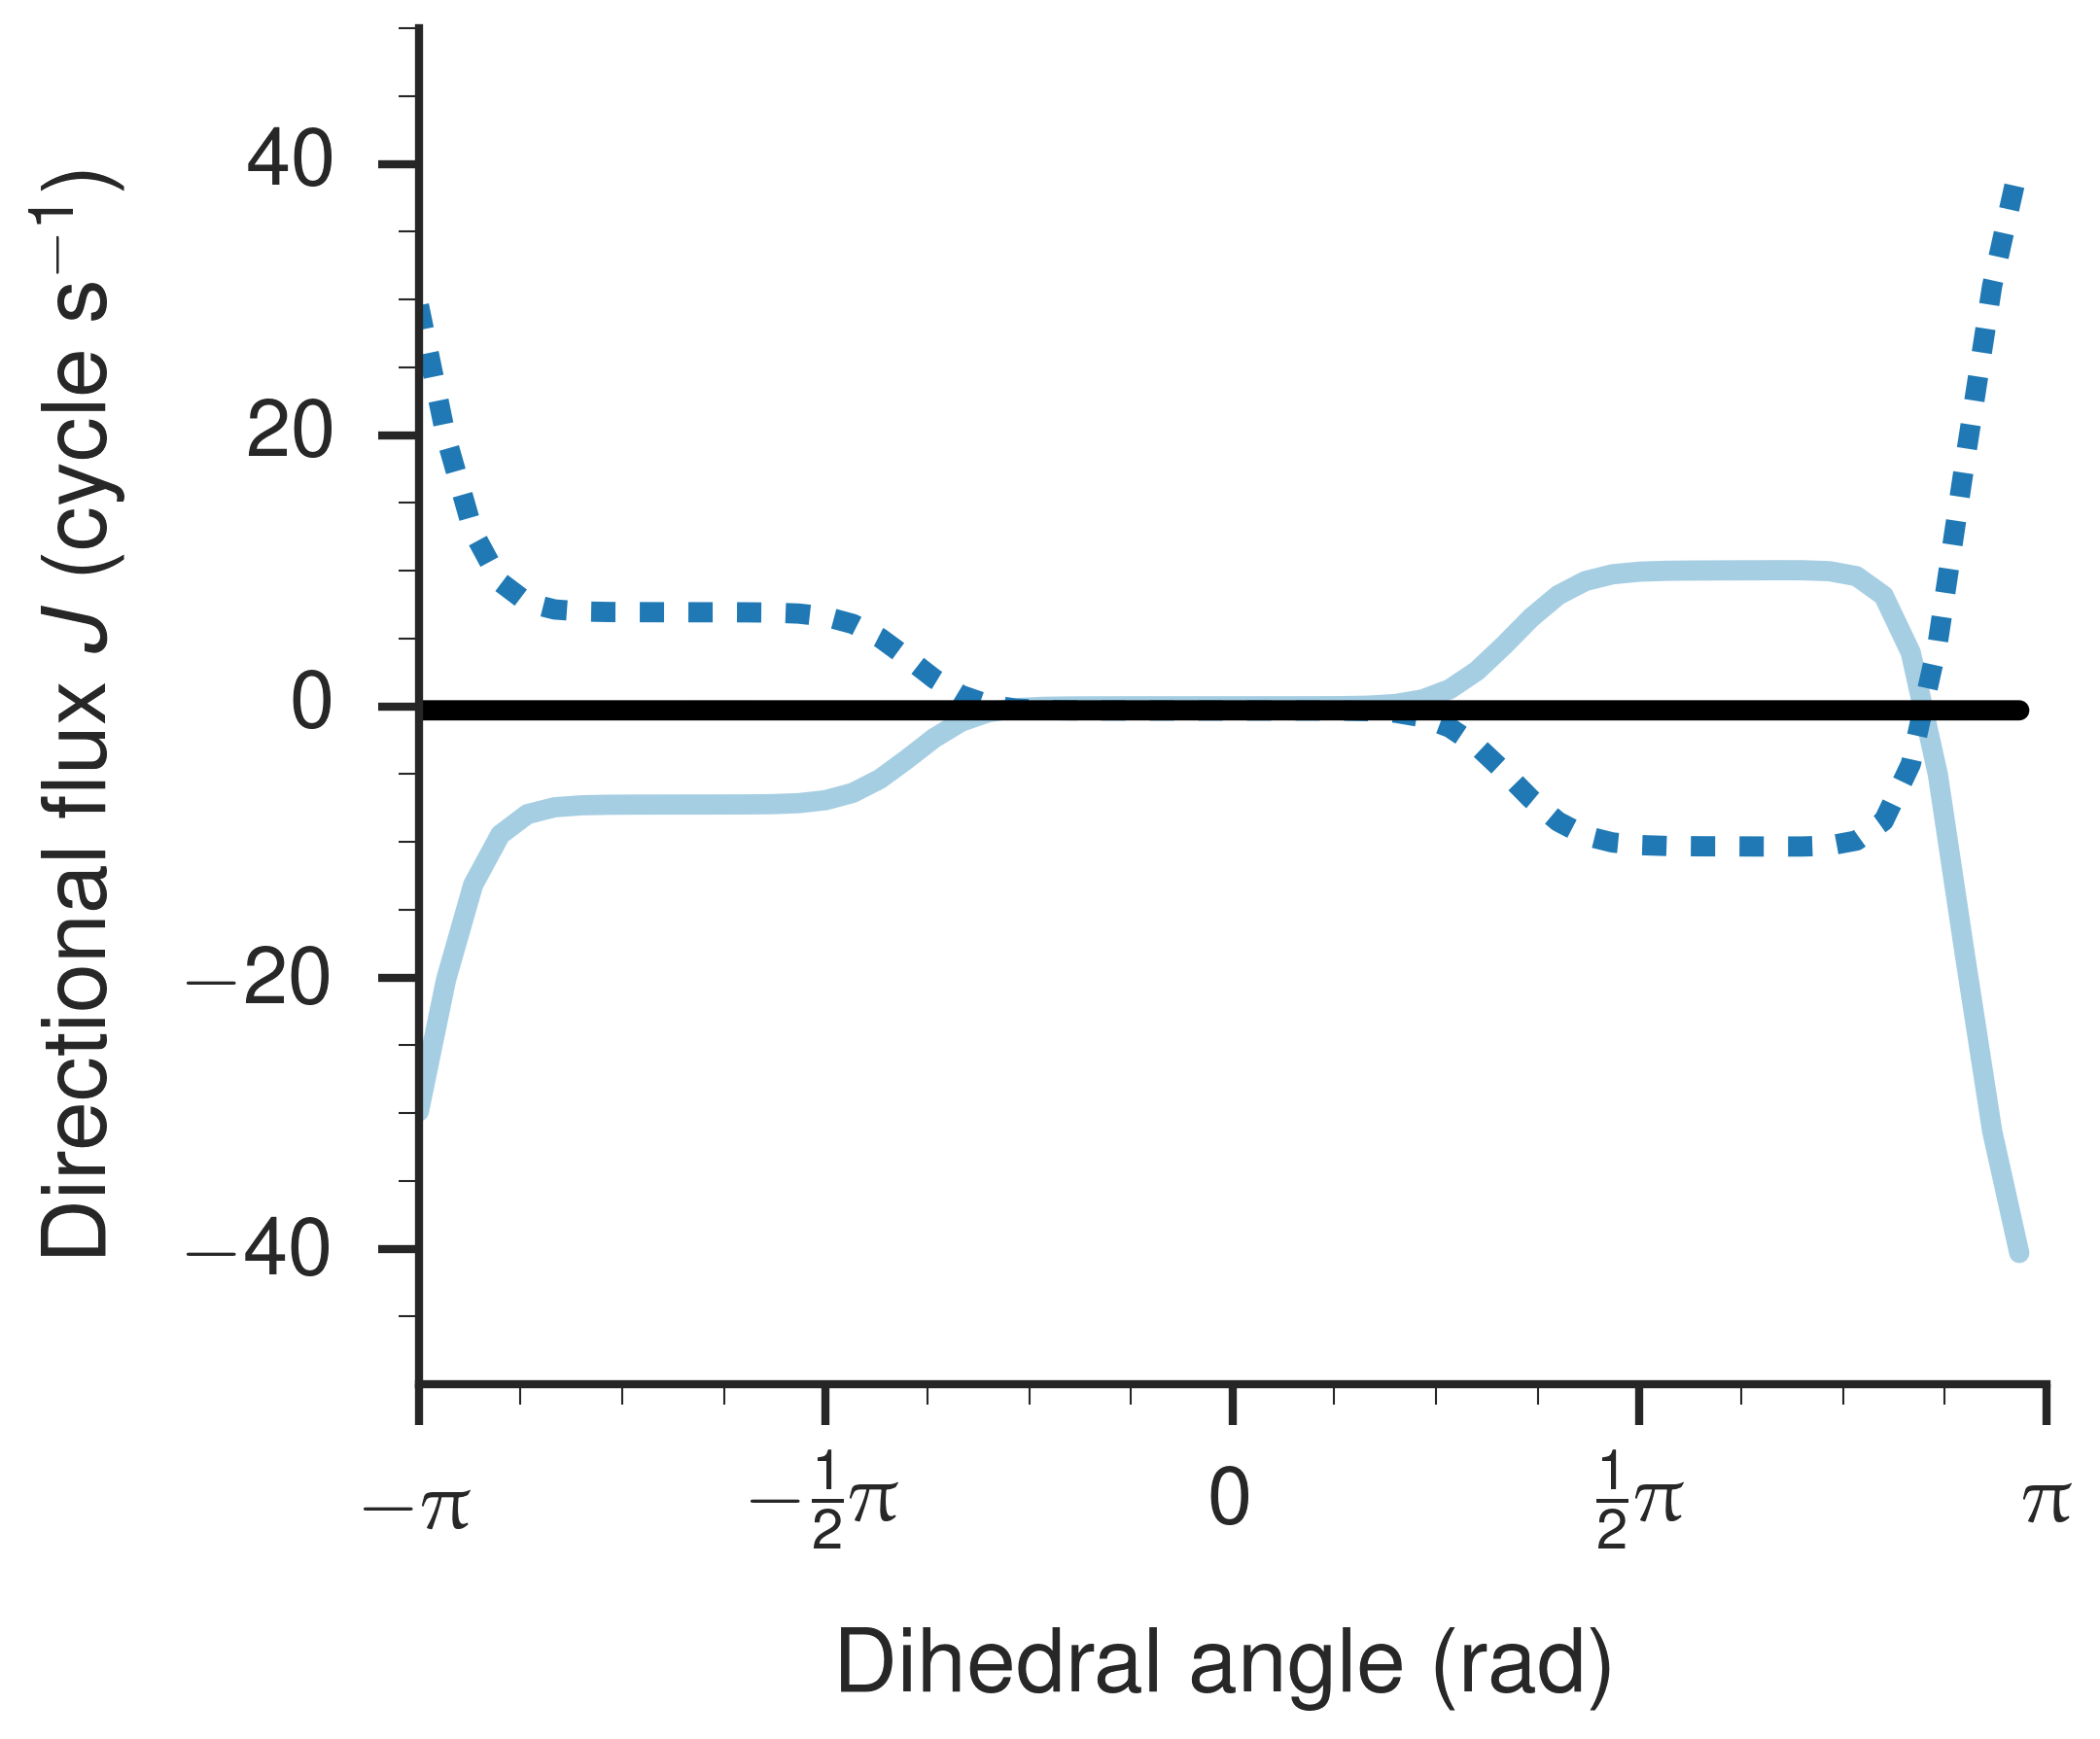 Directional flux J (cycle s⁻¹)
40
20
0
−20
−40
−π
−½π
0
½π
π
Dihedral angle (rad)